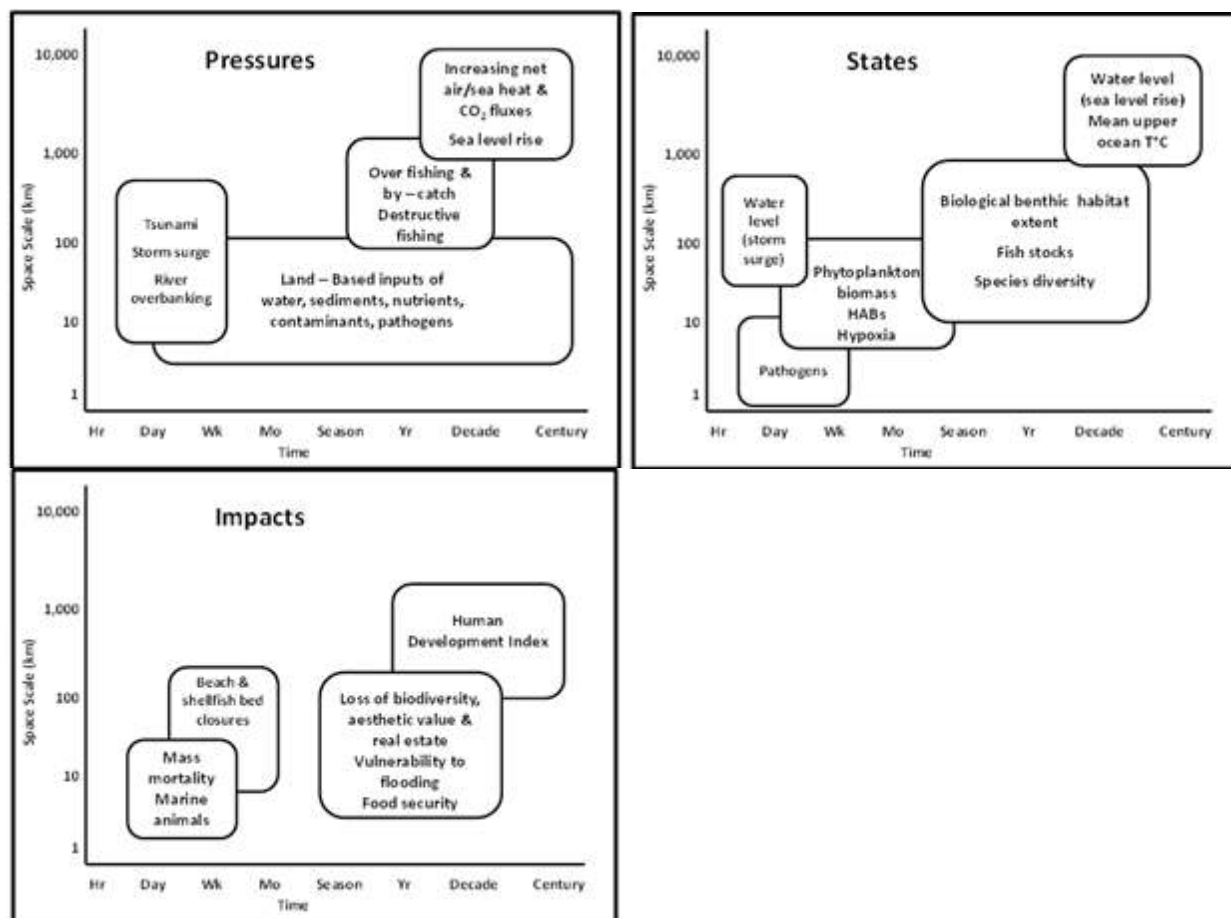 Pressures
10,000
1,000
100
10
1
Space Scale (km)
Increasing net
air/sea heat &
CO₂ fluxes
Sea level rise
Over fishing &
by – catch
Destructive
fishing
Tsunami
Storm surge
River
overbanking
Land – Based inputs of
water, sediments, nutrients,
contaminants, pathogens
Hr Day Wk Mo Season Yr Decade Century
Time
States
10,000
1,000
100
10
1
Space Scale (km)
Water level
(sea level rise)
Mean upper
ocean T°C
Water
level
(storm
surge)
Biological benthic habitat
extent
Fish stocks
Species diversity
Phytoplankton
biomass
HABs
Hypoxia
Pathogens
Hr Day Wk Mo Season Yr Decade Century
Time
Impacts
10,000
1,000
100
10
1
Space Scale (km)
Human
Development Index
Beach &
shellfish bed
closures
Loss of biodiversity,
aesthetic value &
real estate
Vulnerability to
flooding
Food security
Mass
mortality
Marine
animals
Hr Day Wk Mo Season Yr Decade Century
Time